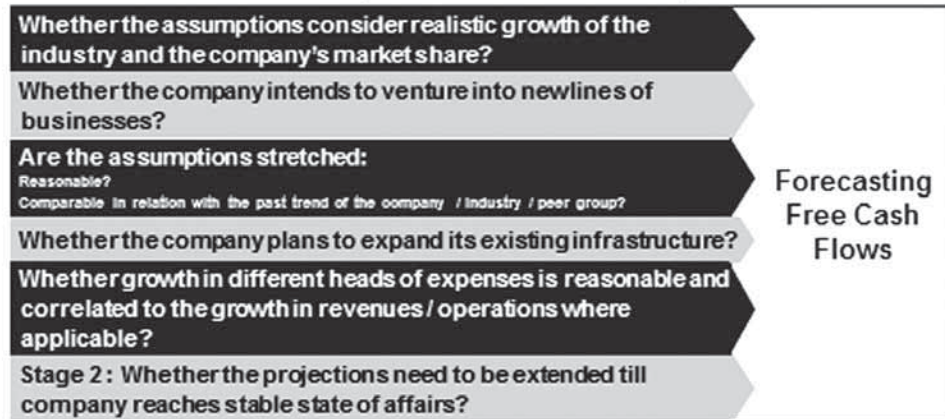 Whether the assumptions consider realistic growth of the
industry and the company's market share?
Whether the company intends to venture into newlines of
businesses?
Are the assumptions stretched:
Reasonable?
Comparable in relation with the past trend of the company / Industry / peer group?
Whether the company plans to expand its existing infrastructure?
Whether growth in different heads of expenses is reasonable and
correlated to the growth in revenues / operations where
applicable?
Stage 2 : Whether the projections need to be extended till
company reaches stable state of affairs?
Forecasting
Free Cash
Flows